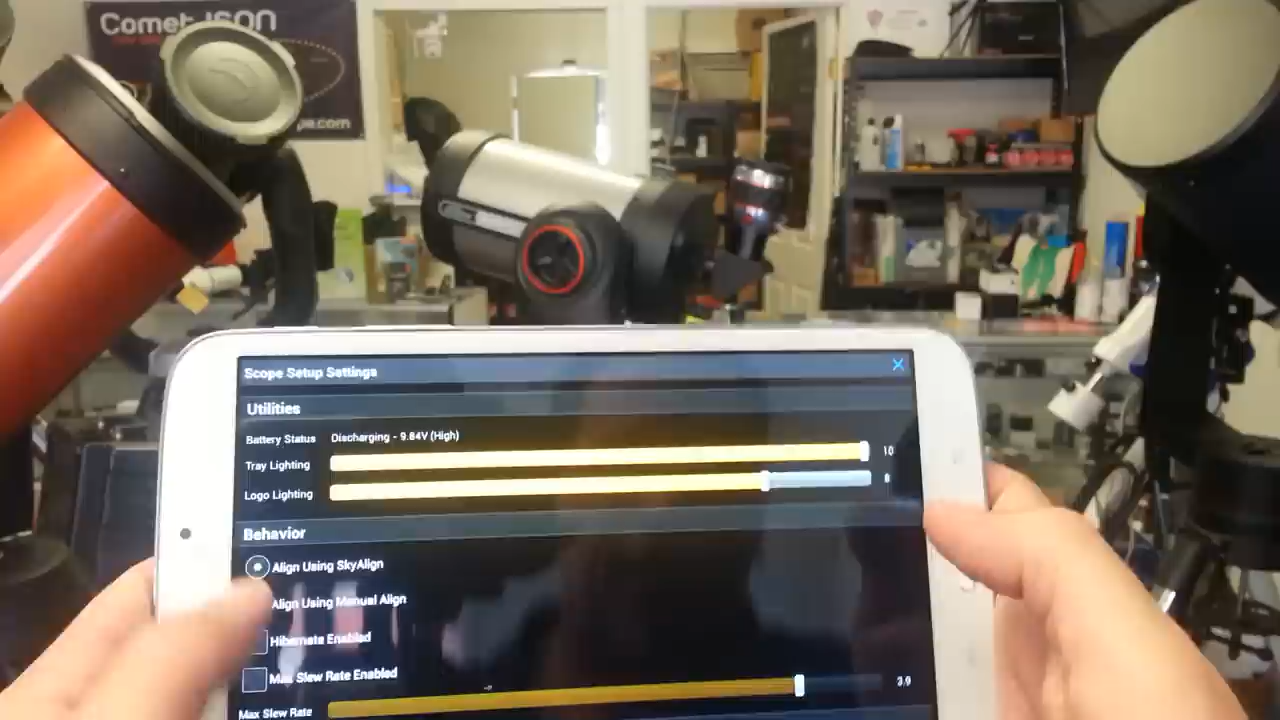 Comet ISON
Scope Setup Settings
Utilities
Battery Status Discharging - 9.84V (High)
Tray Lighting 10
Logo Lighting 8
Behavior
Align Using SkyAlign
Align Using Manual Align
Hibernate Enabled
Max Slew Rate Enabled
Max Slew Rate 3.9